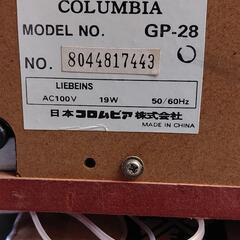 COLUMBIA
MODEL NO. GP-28
NO. 8044817443
LIEBEINS
AC100V 19W 50/60Hz
日本コロムビア株式会社
MADE IN CHINA